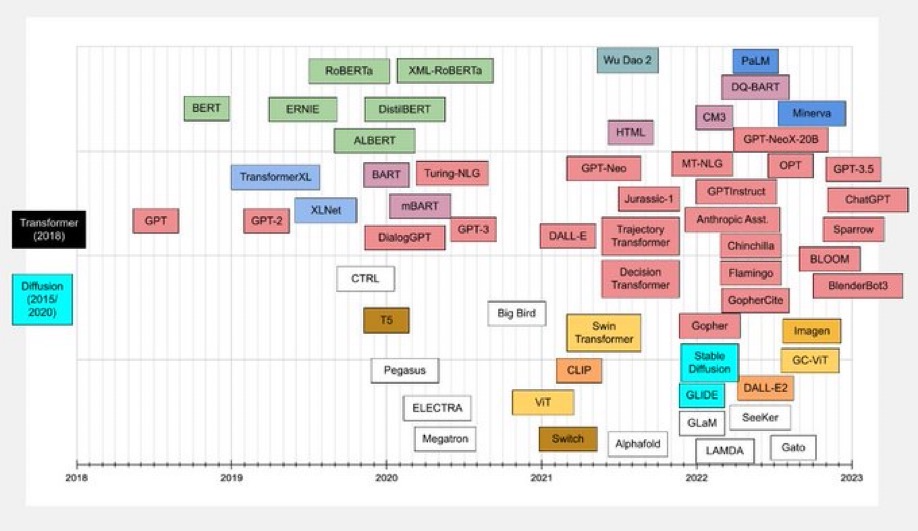 Wu Dao 2
PaLM
RoBERTa
XML-RoBERTa
DQ-BART
BERT
ERNIE
DistilBERT
CM3
Minerva
HTML
GPT-NeoX-20B
ALBERT
TransformerXL
BART
Turing-NLG
GPT-Neo
MT-NLG
OPT
GPT-3.5
GPTInstruct
Jurassic-1
ChatGPT
XLNet
mBART
Transformer
(2018)
GPT
GPT-2
GPT-3
DialogGPT
DALL-E
Trajectory
Transformer
Anthropic Asst.
Sparrow
Chinchilla
BLOOM
Diffusion
(2015/
2020)
CTRL
Decision
Transformer
Flamingo
BlenderBot3
GopherCite
T5
Big Bird
Swin
Transformer
Gopher
Imagen
Pegasus
CLIP
Stable
Diffusion
GC-ViT
DALL-E2
ELECTRA
ViT
GLIDE
Megatron
Switch
Alphafold
GLaM
SeeKer
LAMDA
Gato
2018
2019
2020
2021
2022
2023